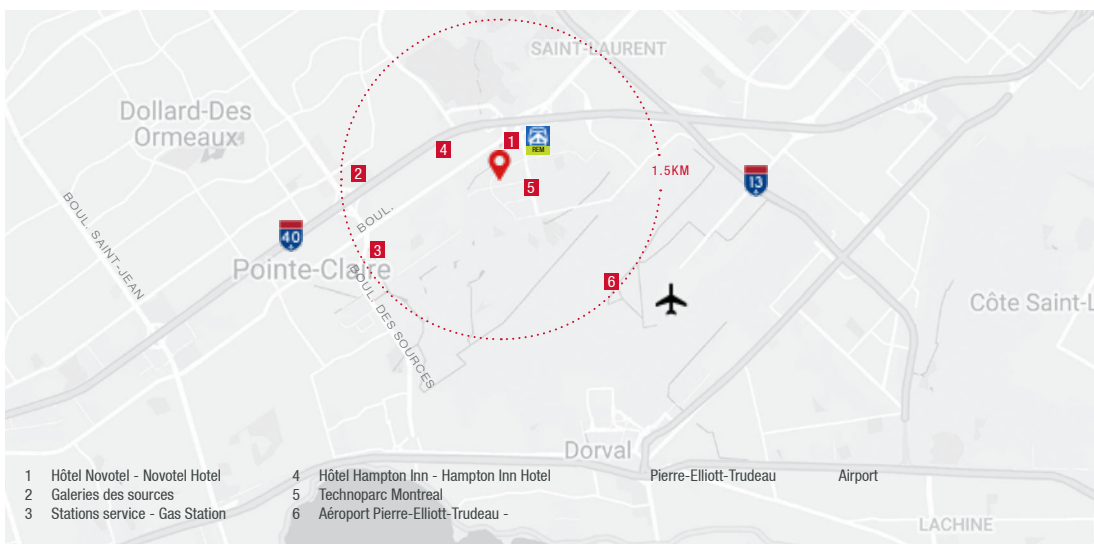 SAINT-LAURENT
Dollard-Des
Ormeaux
1
REM
4
2
5
1.5KM
13
BOUL. SAINT-JEAN
BOUL.
40
3
Pointe-Claire
6
BOUL. DES SOURCES
Côte Saint-L
Dorval
1 Hôtel Novotel - Novotel Hotel
2 Galeries des sources
3 Stations service - Gas Station
4 Hôtel Hampton Inn - Hampton Inn Hotel
5 Technoparc Montreal
6 Aéroport Pierre-Elliott-Trudeau -
Pierre-Elliott-Trudeau Airport
LACHINE